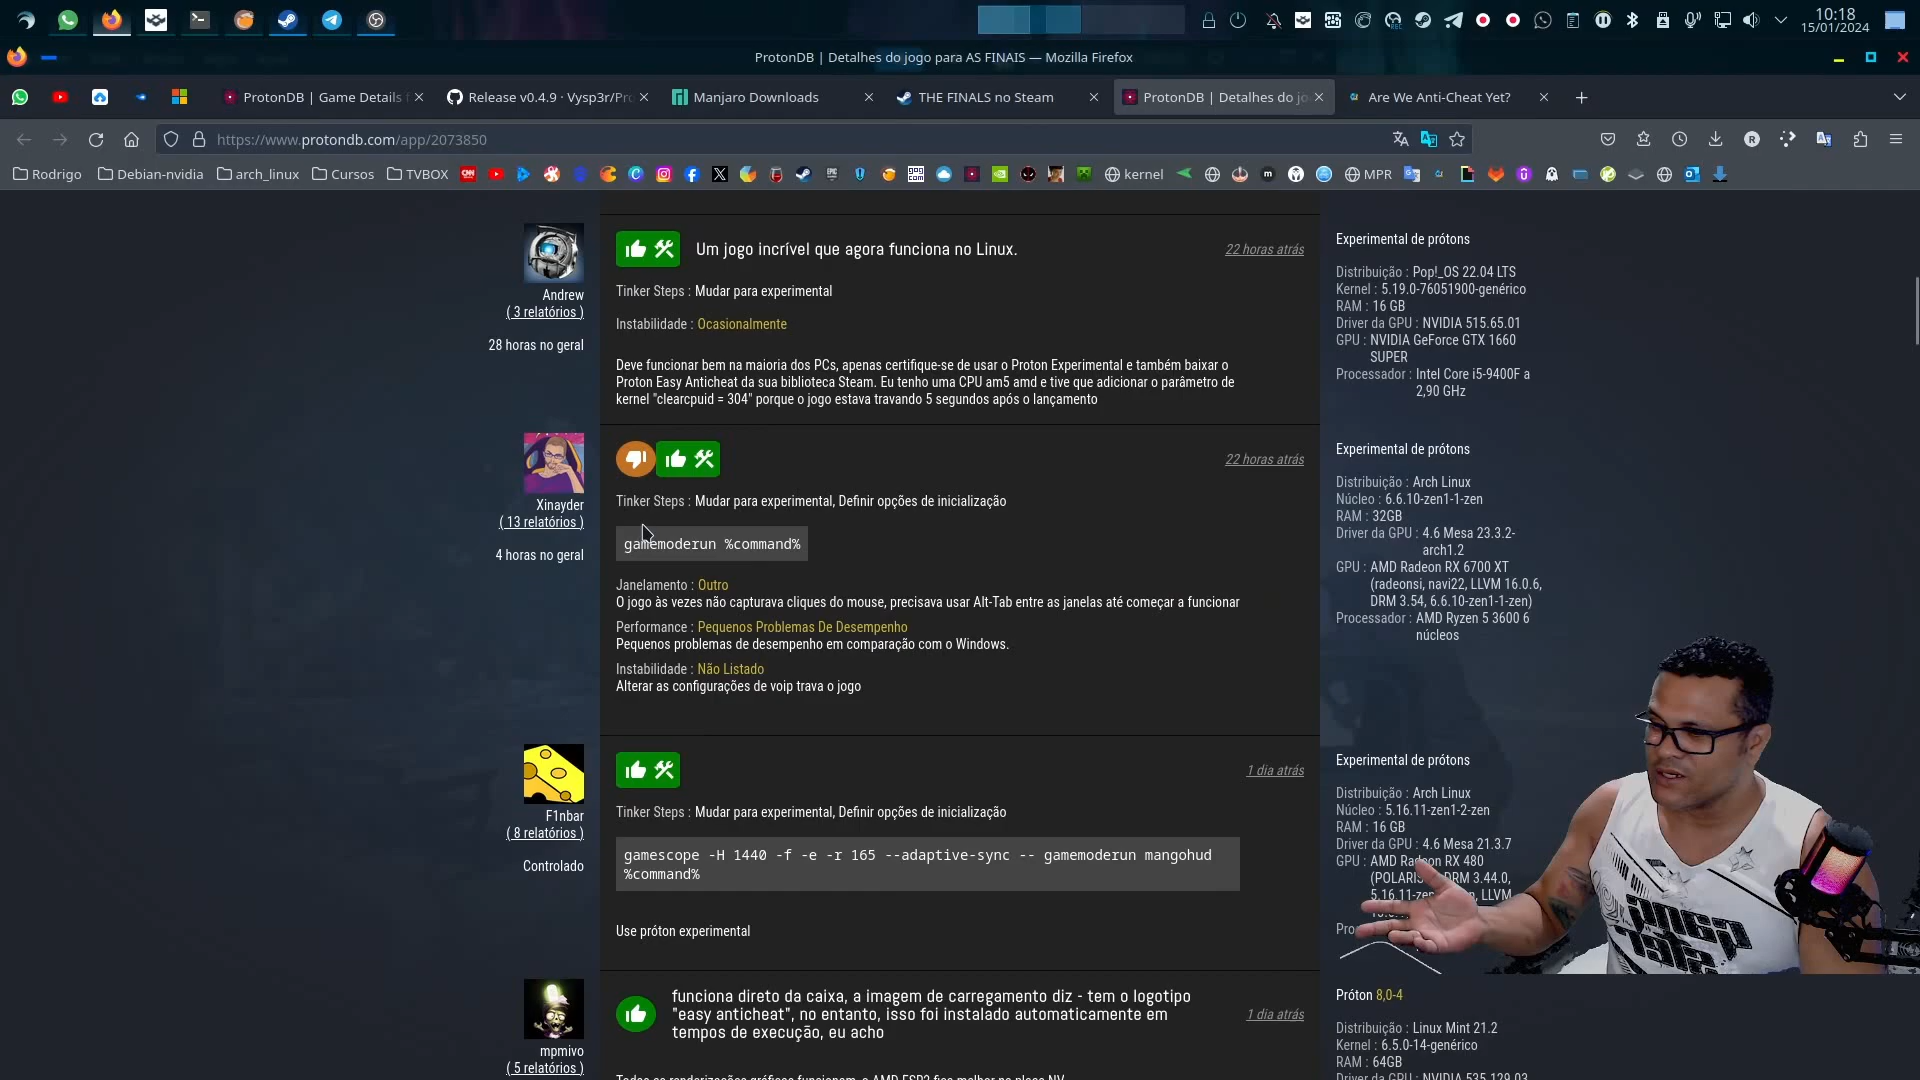 10:18
15/01/2024
ProtonDB | Detalhes do jogo para AS FINAIS — Mozilla Firefox
ProtonDB | Game Details
Release v0.4.9 · Vysp3r/Pro
Manjaro Downloads
THE FINALS no Steam
ProtonDB | Detalhes do jo
Are We Anti-Cheat Yet?
https://www.protondb.com/app/2073850
Rodrigo
Debian-nvidia
arch_linux
Cursos
TVBOX
kernel
MPR
Andrew
( 3 relatórios )
28 horas no geral
Um jogo incrível que agora funciona no Linux.
22 horas atrás
Tinker Steps : Mudar para experimental
Instabilidade : Ocasionalmente
Deve funcionar bem na maioria dos PCs, apenas certifique-se de usar o Proton Experimental e também baixar o
Proton Easy Anticheat da sua biblioteca Steam. Eu tenho uma CPU am5 amd e tive que adicionar o parâmetro de
kernel "clearcpuid = 304" porque o jogo estava travando 5 segundos após o lançamento
Experimental de prótons
Distribuição : Pop!_OS 22.04 LTS
Kernel : 5.19.0-76051900-genérico
RAM : 16 GB
Driver da GPU : NVIDIA 515.65.01
GPU : NVIDIA GeForce GTX 1660
SUPER
Processador : Intel Core i5-9400F a
2,90 GHz
Xinayder
( 13 relatórios )
4 horas no geral
22 horas atrás
Tinker Steps : Mudar para experimental, Definir opções de inicialização
gamemoderun %command%
Janelamento : Outro
O jogo às vezes não capturava cliques do mouse, precisava usar Alt-Tab entre as janelas até começar a funcionar
Performance : Pequenos Problemas De Desempenho
Pequenos problemas de desempenho em comparação com o Windows.
Instabilidade : Não Listado
Alterar as configurações de voip trava o jogo
Experimental de prótons
Distribuição : Arch Linux
Núcleo : 6.6.10-zen1-1-zen
RAM : 32GB
Driver da GPU : 4.6 Mesa 23.3.2-
arch1.2
GPU : AMD Radeon RX 6700 XT
(radeonsi, navi22, LLVM 16.0.6,
DRM 3.54, 6.6.10-zen1-1-zen)
Processador : AMD Ryzen 5 3600 6
núcleos
F1nbar
( 8 relatórios )
Controlado
1 dia atrás
Tinker Steps : Mudar para experimental, Definir opções de inicialização
gamescope -H 1440 -f -e -r 165 --adaptive-sync -- gamemoderun mangohud
%command%
Use próton experimental
Experimental de prótons
Distribuição : Arch Linux
Núcleo : 5.16.11-zen1-2-zen
RAM : 16 GB
Driver da GPU : 4.6 Mesa 21.3.7
GPU : AMD Radeon RX 480
DRM 3.44.0,
LLVM
mpmivo
( 5 relatórios )
funciona direto da caixa, a imagem de carregamento diz - tem o logotipo
"easy anticheat", no entanto, isso foi instalado automaticamente em
tempos de execução, eu acho
1 dia atrás
Próton 8,0-4
Distribuição : Linux Mint 21.2
Kernel : 6.5.0-14-genérico
RAM : 64GB
Driver da GPU : NVIDIA 535.129.03